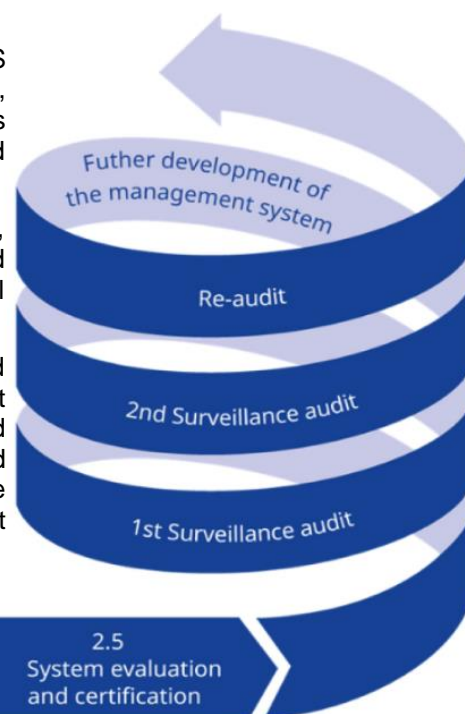 Futher development of
the management system
Re-audit
2nd Surveillance audit
1st Surveillance audit
2.5
System evaluation
and certification